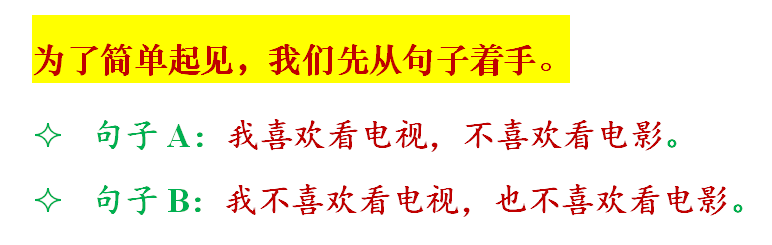 为了简单起见，我们先从句子着手。
✧ 句子 A：我喜欢看电视，不喜欢看电影。
✧ 句子 B：我不喜欢看电视，也不喜欢看电影。